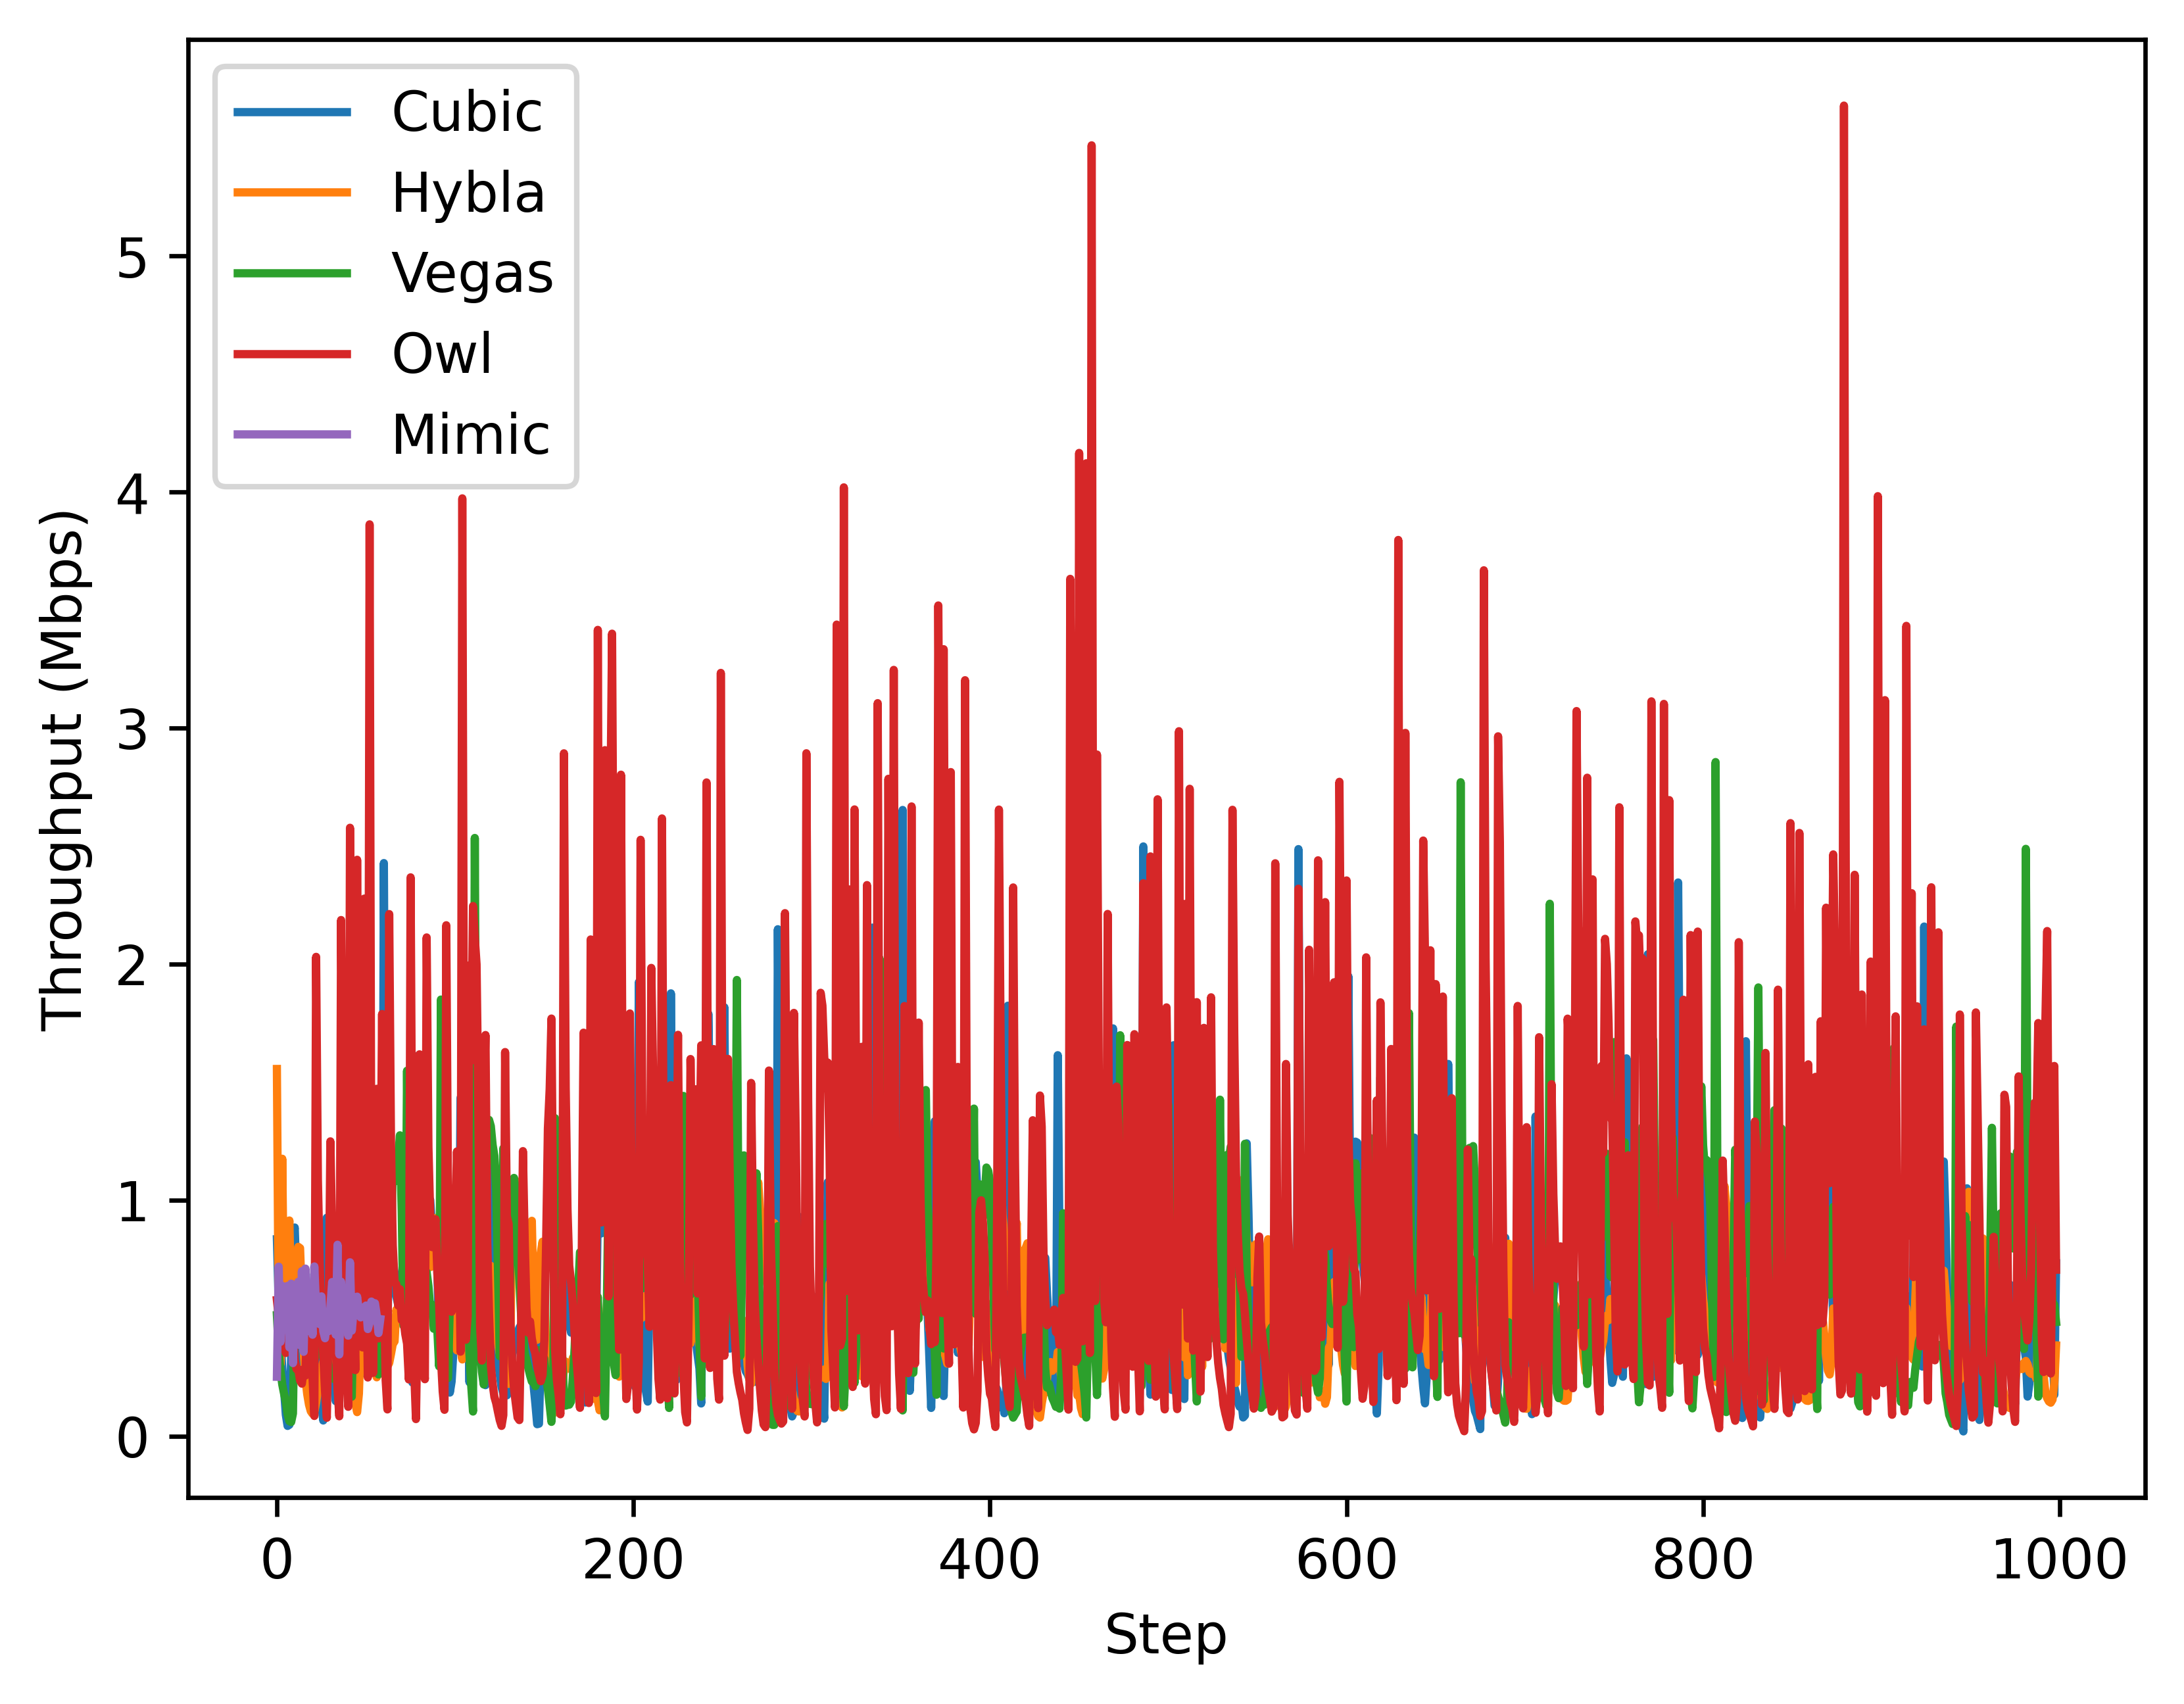 Cubic
Hybla
Vegas
Owl
Mimic
Throughput (Mbps)
5
4
3
2
1
0
0 200 400 600 800 1000
Step